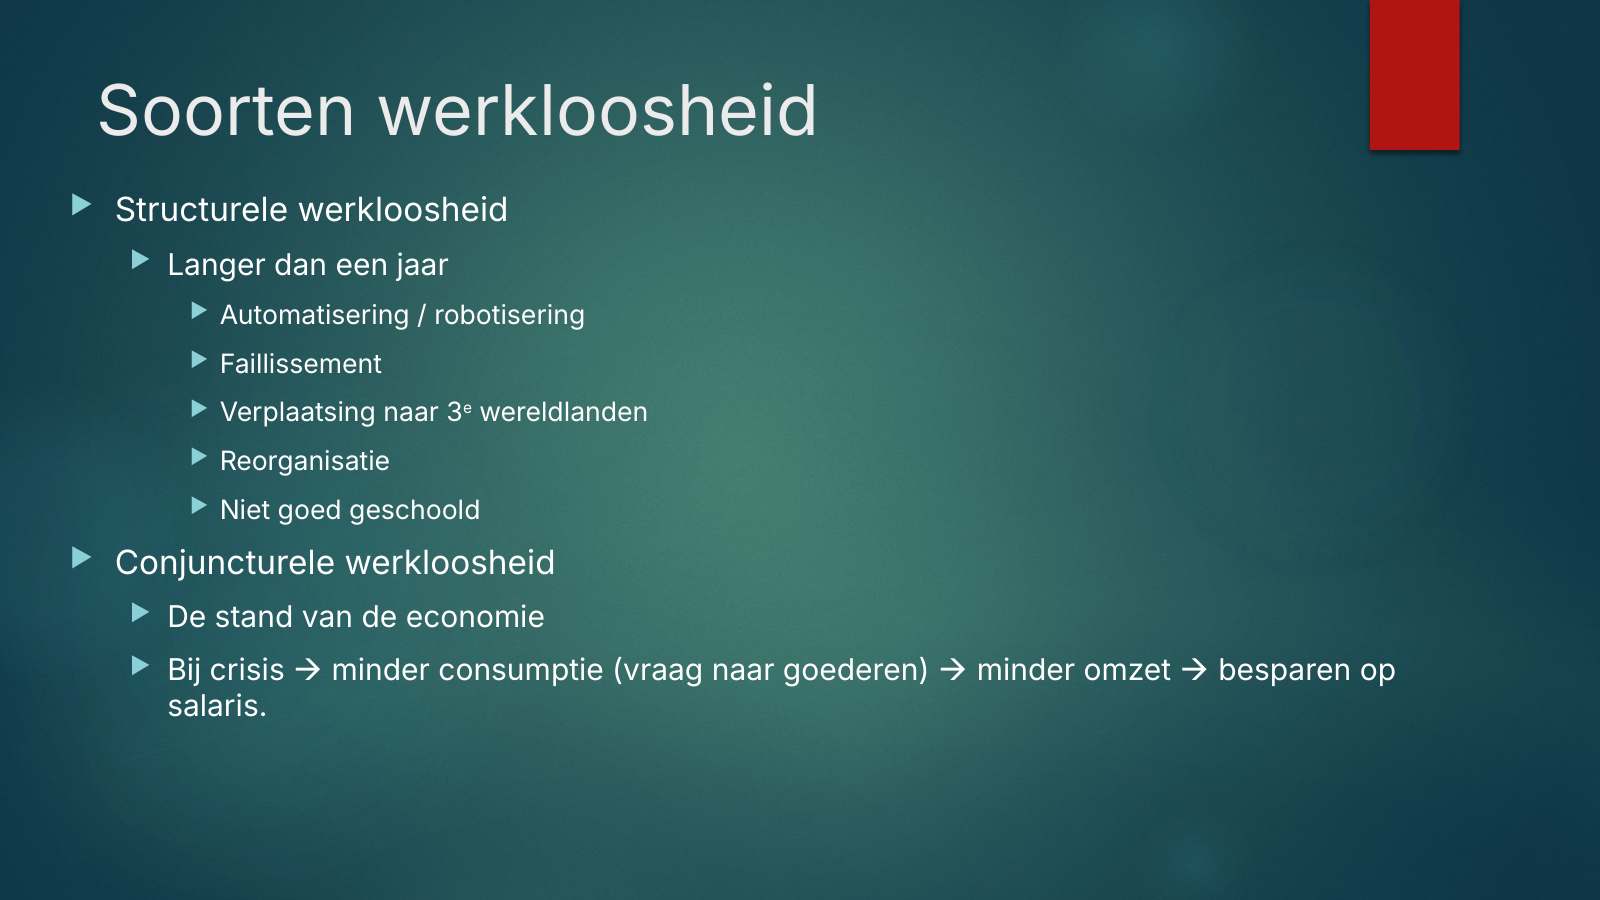 Soorten werkloosheid
Structurele werkloosheid
Langer dan een jaar
Automatisering / robotisering
Faillissement
Verplaatsing naar 3ᵉ wereldlanden
Reorganisatie
Niet goed geschoold
Conjuncturele werkloosheid
De stand van de economie
Bij crisis → minder consumptie (vraag naar goederen) → minder omzet → besparen op
salaris.